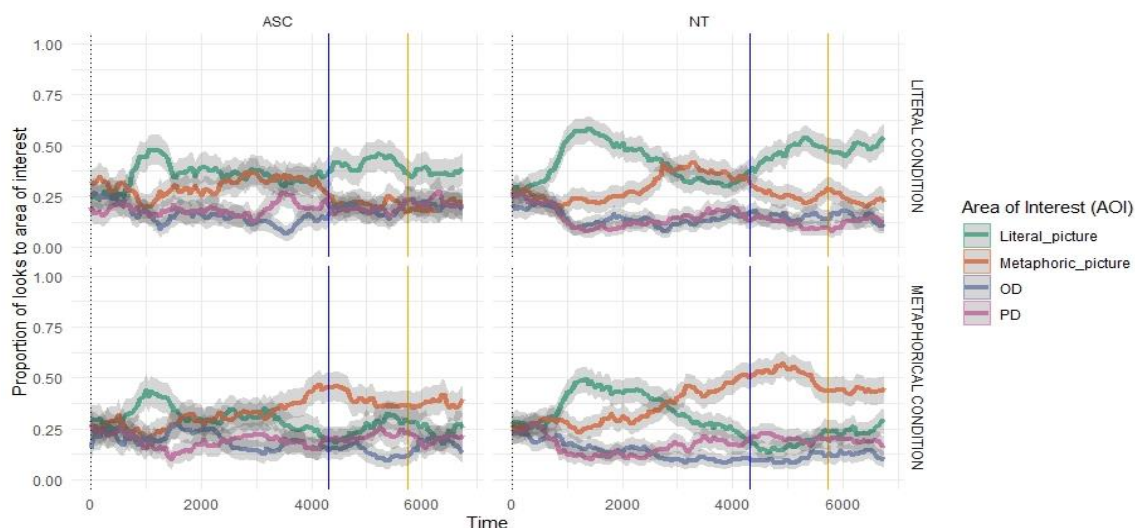 ASC
NT
1.00
0.75
0.50
0.25
0.00
LITERAL CONDITION
1.00
0.75
0.50
0.25
0.00
METAPHORICAL CONDITION
Proportion of looks to area of interest
0 2000 4000 6000
0 2000 4000 6000
Time
Area of Interest (AOI)
Literal_picture
Metaphoric_picture
OD
PD